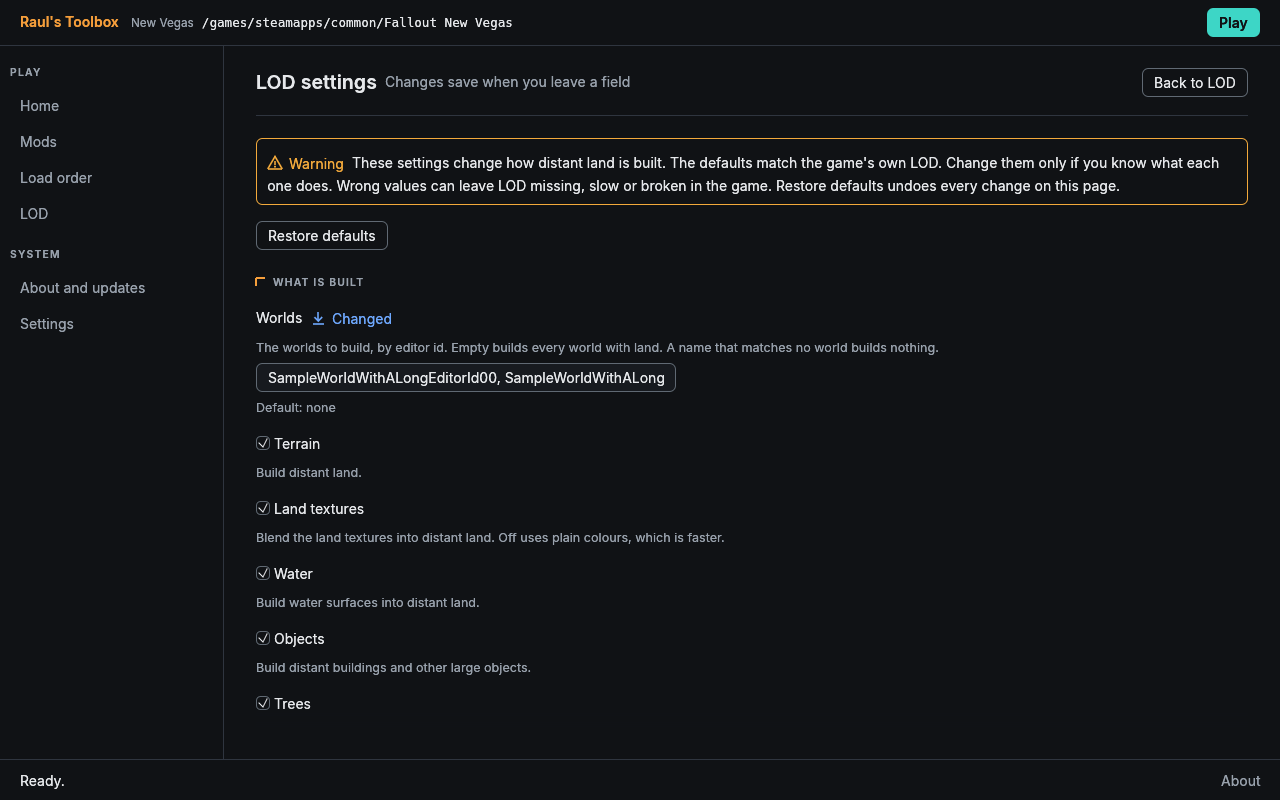 Raul's Toolbox New Vegas /games/steamapps/common/Fallout New Vegas Play
PLAY
Home
Mods
Load order
LOD
SYSTEM
About and updates
Settings
LOD settings Changes save when you leave a field Back to LOD
Warning These settings change how distant land is built. The defaults match the game's own LOD. Change them only if you know what each
one does. Wrong values can leave LOD missing, slow or broken in the game. Restore defaults undoes every change on this page.
Restore defaults
WHAT IS BUILT
Worlds Changed
The worlds to build, by editor id. Empty builds every world with land. A name that matches no world builds nothing.
SampleWorldWithALongEditorId00, SampleWorldWithALong
Default: none
Terrain
Build distant land.
Land textures
Blend the land textures into distant land. Off uses plain colours, which is faster.
Water
Build water surfaces into distant land.
Objects
Build distant buildings and other large objects.
Trees
Ready. About